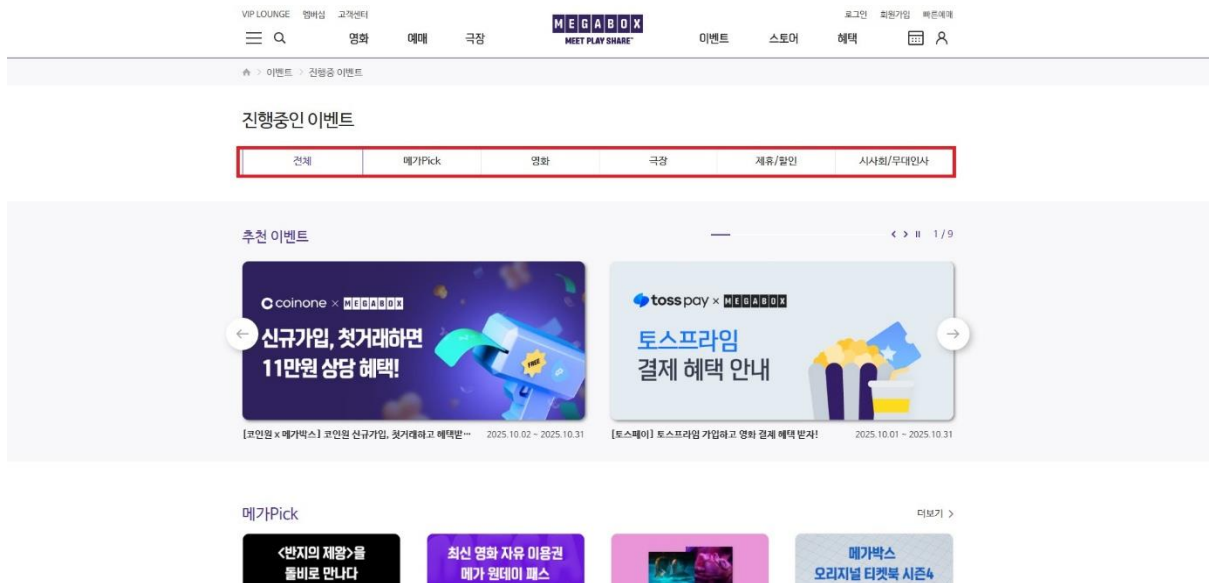 VIP LOUNGE 멤버십 고객센터
로그인 회원가입 빠른예매
영화 예매 극장
MEGABOX
MEET PLAY SHARE
이벤트 스토어 혜택
이벤트 > 진행중 이벤트
진행중인 이벤트
전체 메가Pick 영화 극장 제휴/할인 시사회/무대인사
추천 이벤트
1 / 9
coinone × MEGABOX
신규가입, 첫거래하면
11만원 상당 혜택!
FREE
toss pay × MEGABOX
토스프라임
결제 혜택 안내
[코인원 x 메가박스] 코인원 신규가입, 첫거래하고 혜택받… 2025.10.02 ~ 2025.10.31
[토스페이] 토스프라임 가입하고 영화 결제 혜택 받자! 2025.10.01 ~ 2025.10.31
메가Pick
더보기 >
<반지의 제왕>을
돌비로 만나다
최신 영화 자유 이용권
메가 원데이 패스
메가박스
오리지널 티켓북 시즌4